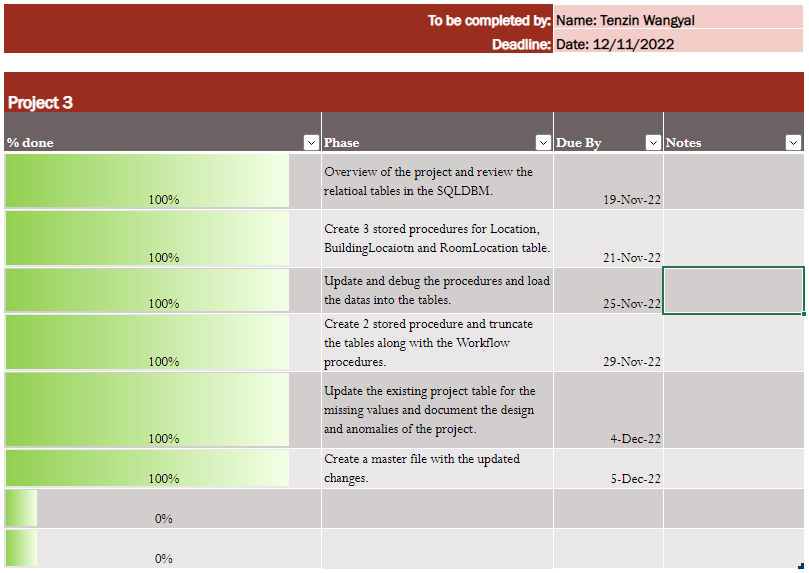 To be completed by: Name: Tenzin Wangyal
Deadline: Date: 12/11/2022
Project 3
% done Phase Due By Notes
Overview of the project and review the
relatioal tables in the SQLDBM.
100% 19-Nov-22
Create 3 stored procedures for Location,
BuildingLocaiotn and RoomLocation table.
100% 21-Nov-22
Update and debug the procedures and load
the datas into the tables.
100% 25-Nov-22
Create 2 stored procedure and truncate
the tables along with the Workflow
procedures.
100% 29-Nov-22
Update the existing project table for the
missing values and document the design
and anomalies of the project.
100% 4-Dec-22
Create a master file with the updated
changes.
100% 5-Dec-22
0%
0%